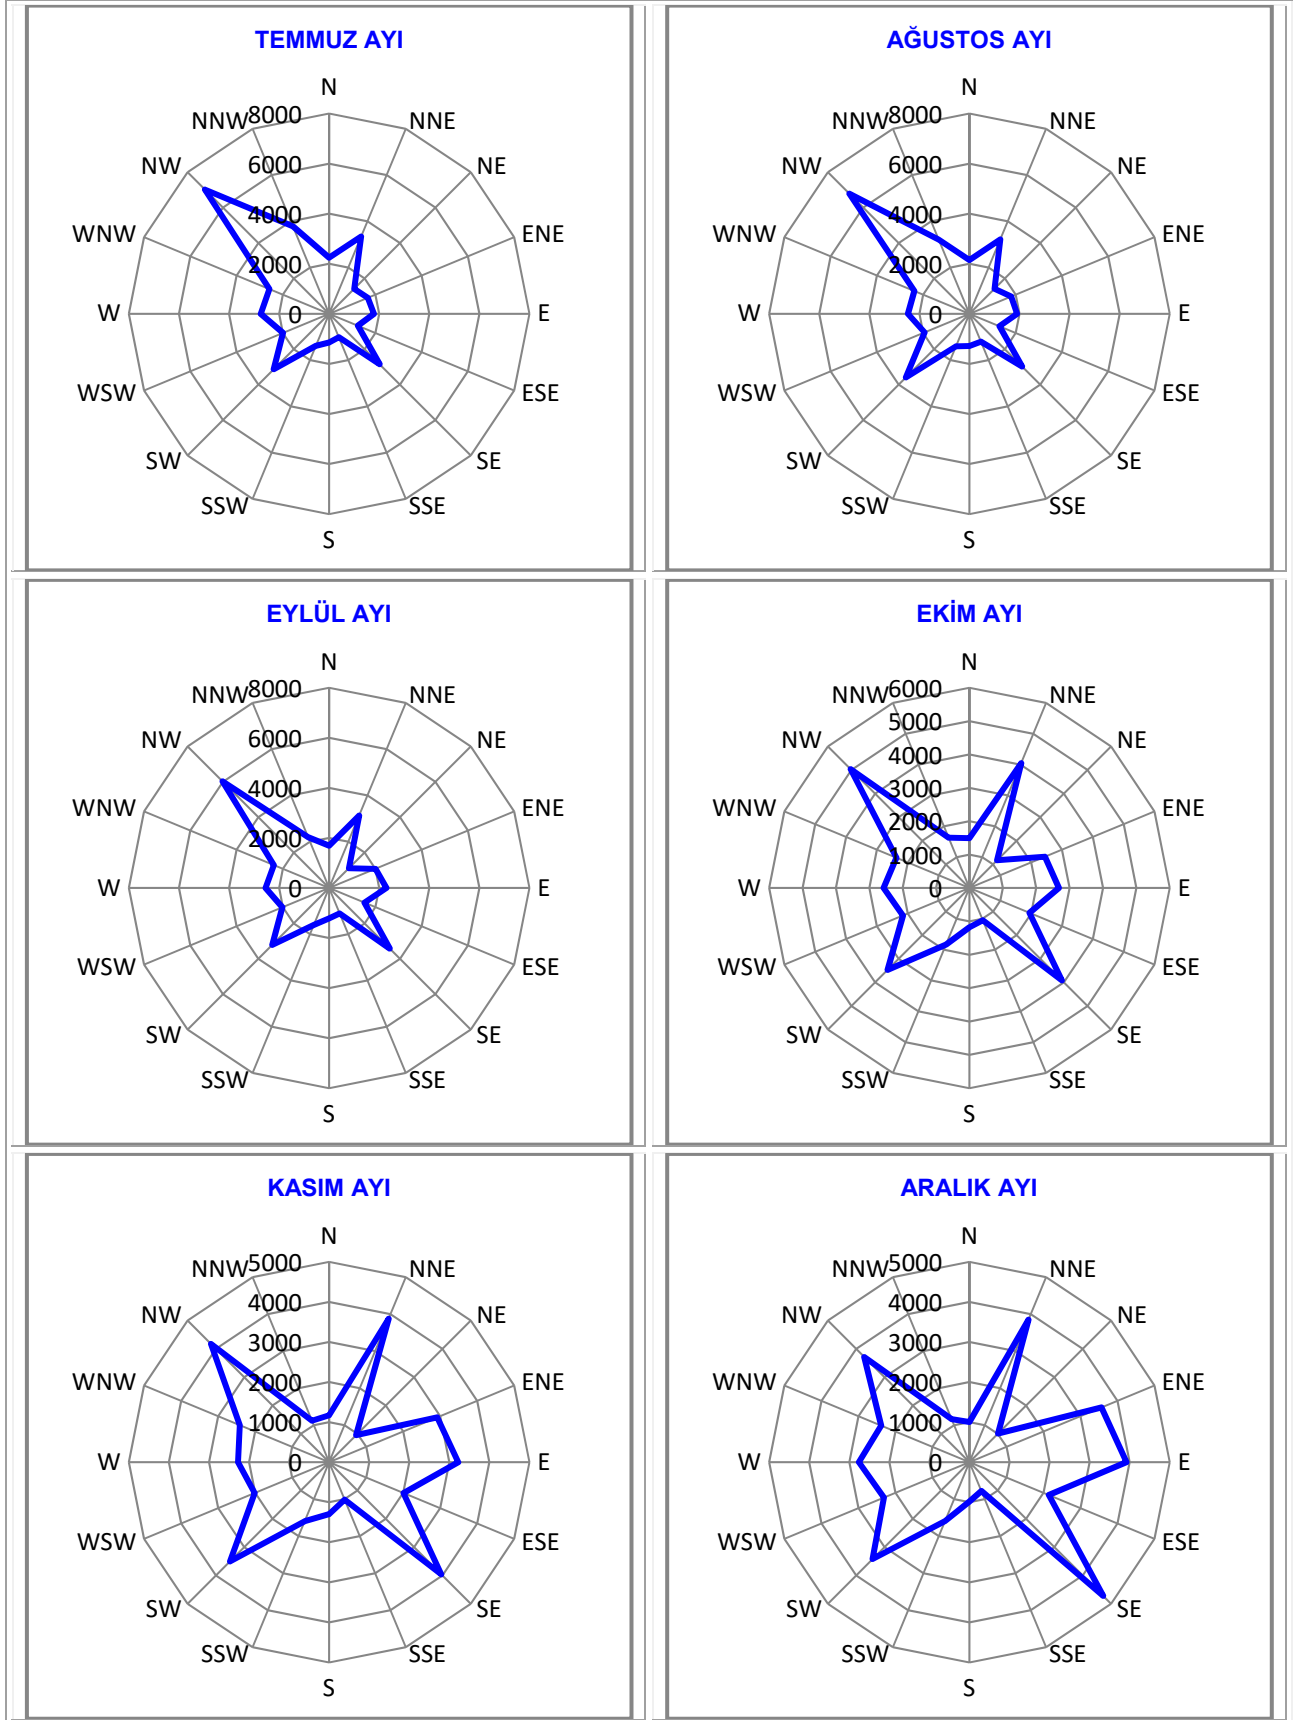 TEMMUZ AYI
N
NNW 8000 NNE
NW 6000 NE
WNW 4000 ENE
2000
W 0 E
WSW ESE
SW SE
SSW SSE
S
AĞUSTOS AYI
N
NNW 8000 NNE
NW 6000 NE
WNW 4000 ENE
2000
W 0 E
WSW ESE
SW SE
SSW SSE
S
EYLÜL AYI
N
NNW 8000 NNE
NW 6000 NE
WNW 4000 ENE
2000
W 0 E
WSW ESE
SW SE
SSW SSE
S
EKİM AYI
N
NNW 6000 NNE
5000
NW 4000 NE
3000
WNW 2000 ENE
1000
W 0 E
WSW ESE
SW SE
SSW SSE
S
KASIM AYI
N
NNW 5000 NNE
NW 4000 NE
3000
WNW 2000 ENE
1000
W 0 E
WSW ESE
SW SE
SSW SSE
S
ARALIK AYI
N
NNW 5000 NNE
NW 4000 NE
3000
WNW 2000 ENE
1000
W 0 E
WSW ESE
SW SE
SSW SSE
S